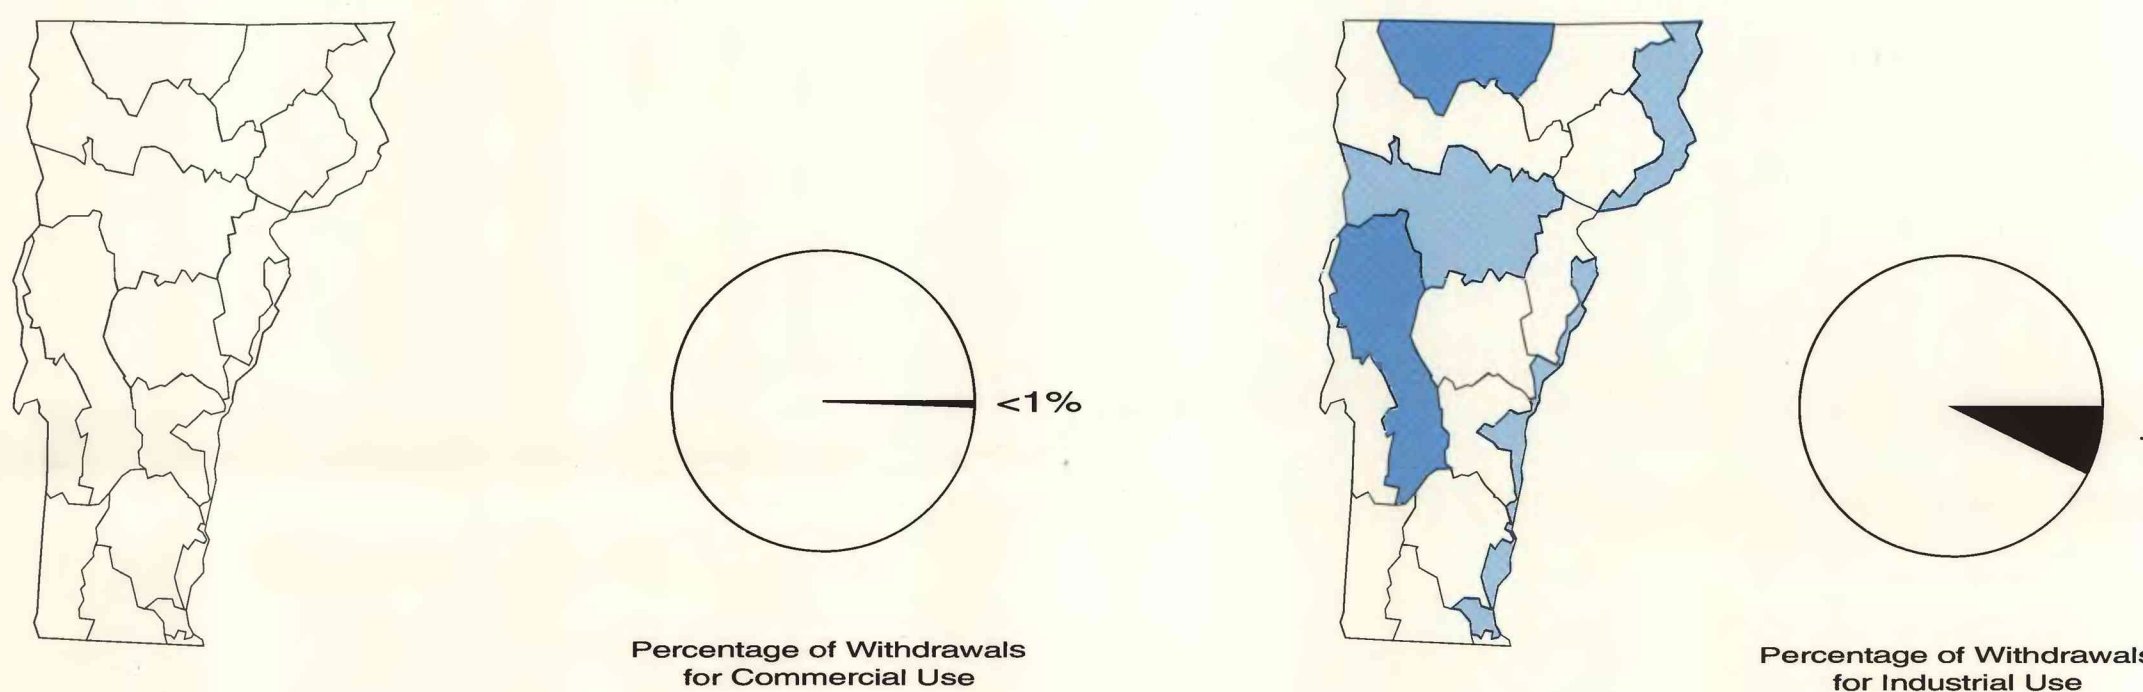 <1%
Percentage of Withdrawals
for Commercial Use
Percentage of Withdrawals
for Industrial Use